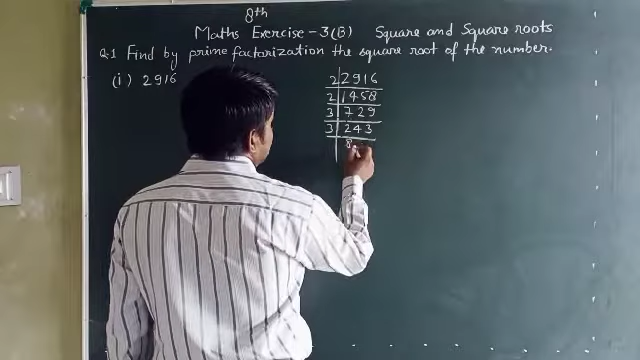 8th
Maths Exercise - 3(B) Square and Square roots
Q.1 Find by prime factorization the square root of the number.
(i) 2916
2 | 2916
2 | 1458
3 | 729
3 | 243
8